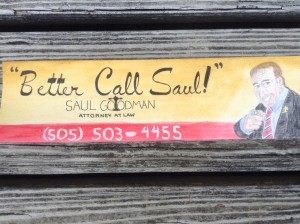 "Better Call Saul!"
SAUL GOODMAN
ATTORNEY AT LAW
(505) 503-4455